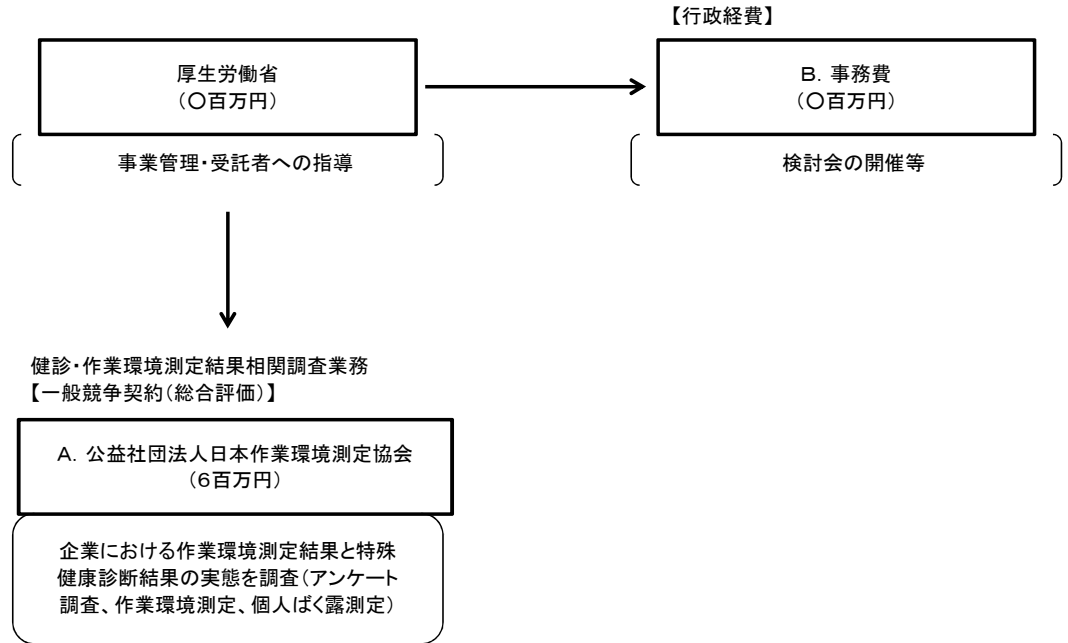 【行政経費】
厚生労働省
(〇百万円)
B. 事務費
(〇百万円)
事業管理・受託者への指導
検討会の開催等
健診・作業環境測定結果相関調査業務
【一般競争契約(総合評価)】
A. 公益社団法人日本作業環境測定協会
(6百万円)
企業における作業環境測定結果と特殊
健康診断結果の実態を調査(アンケート
調査、作業環境測定、個人ばく露測定)